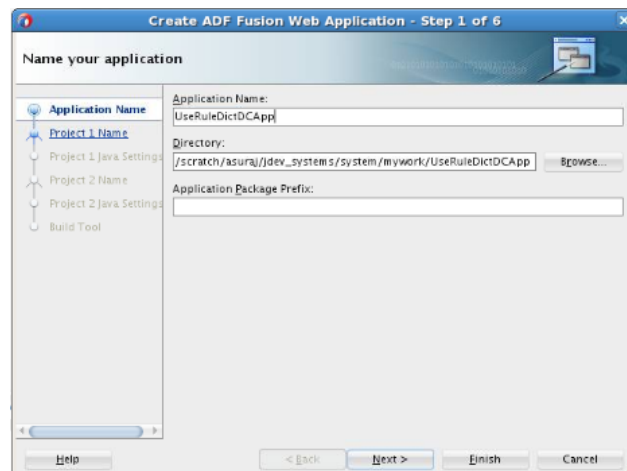 Create ADF Fusion Web Application - Step 1 of 6
Name your application
Application Name
Project 1 Name
Project 1 Java Settings
Project 2 Name
Project 2 Java Settings
Build Tool
Application Name:
UseRuleDictDCApp
Directory:
/scratch/asuraj/jdev_systems/system/mywork/UseRuleDictDCApp
Browse...
Application Package Prefix:
Help
< Back
Next >
Finish
Cancel